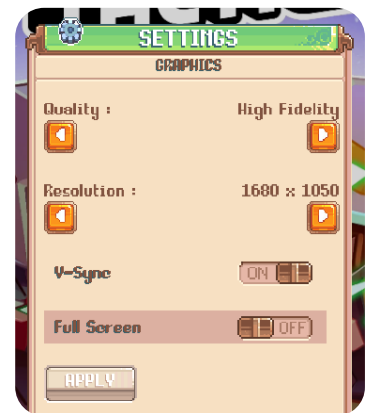 SETTINGS
GRAPHICS
Quality : High Fidelity
Resolution : 1680 x 1050
V-Sync ON
Full Screen OFF
APPLY